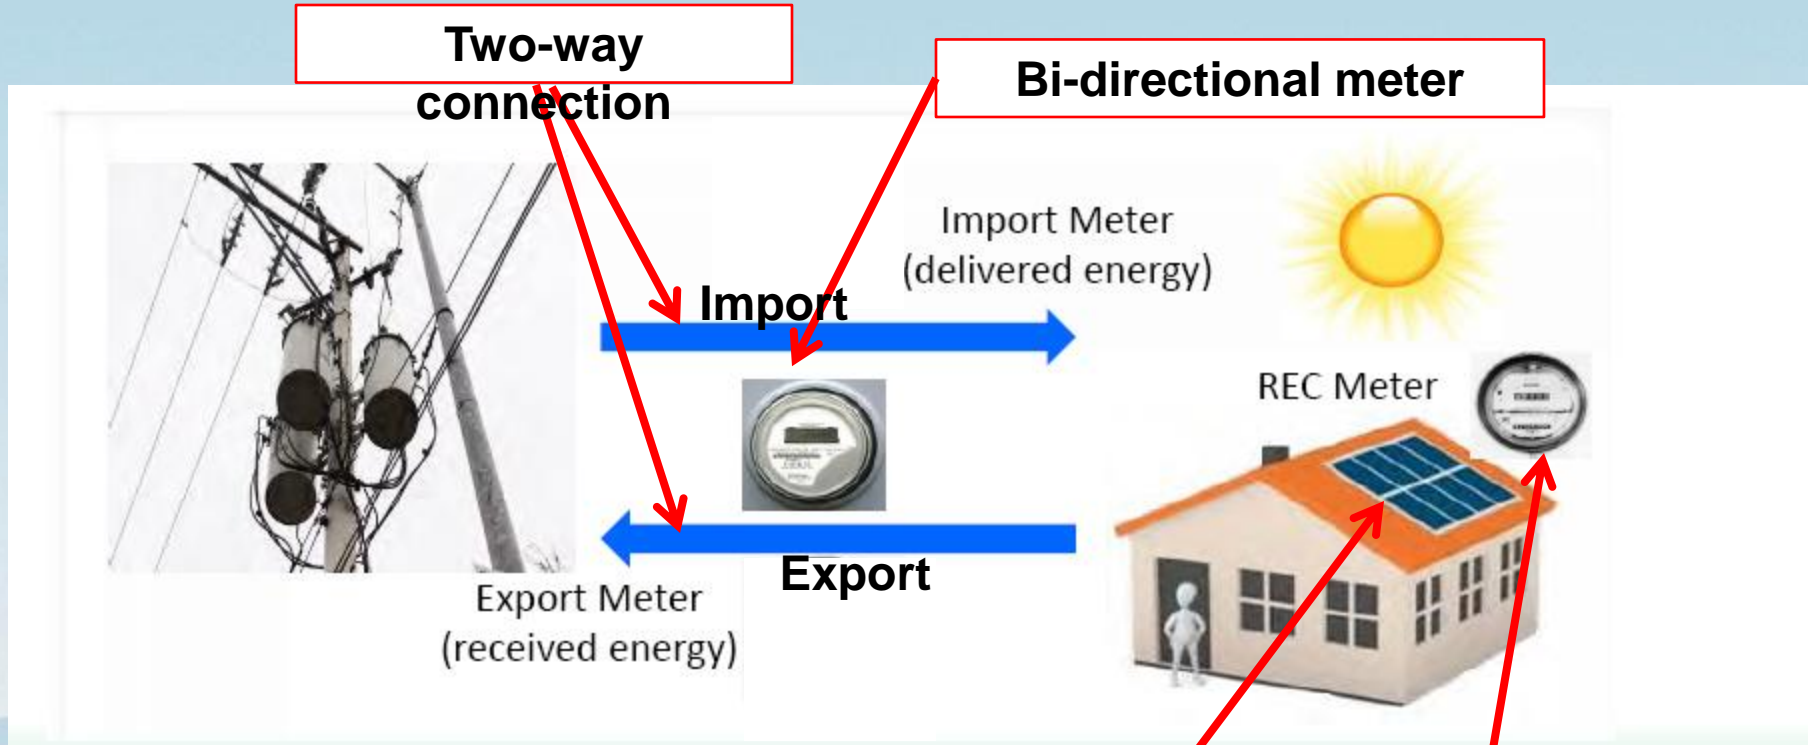 Two-way
connection
Bi-directional meter
Import Meter
(delivered energy)
Import
REC Meter
Export
Export Meter
(received energy)